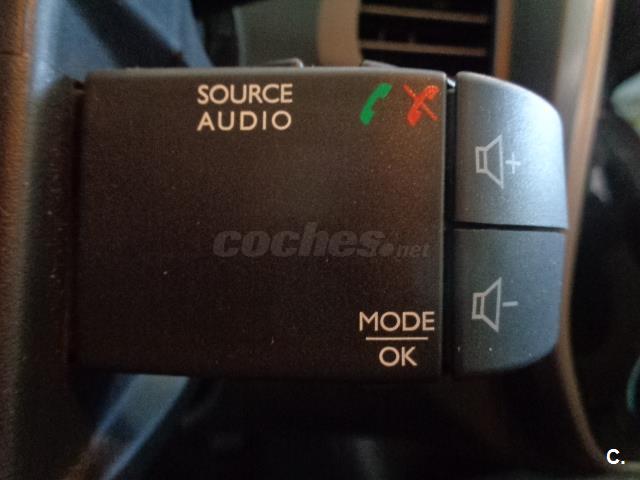 SOURCE
AUDIO
coches.net
MODE
OK
C.